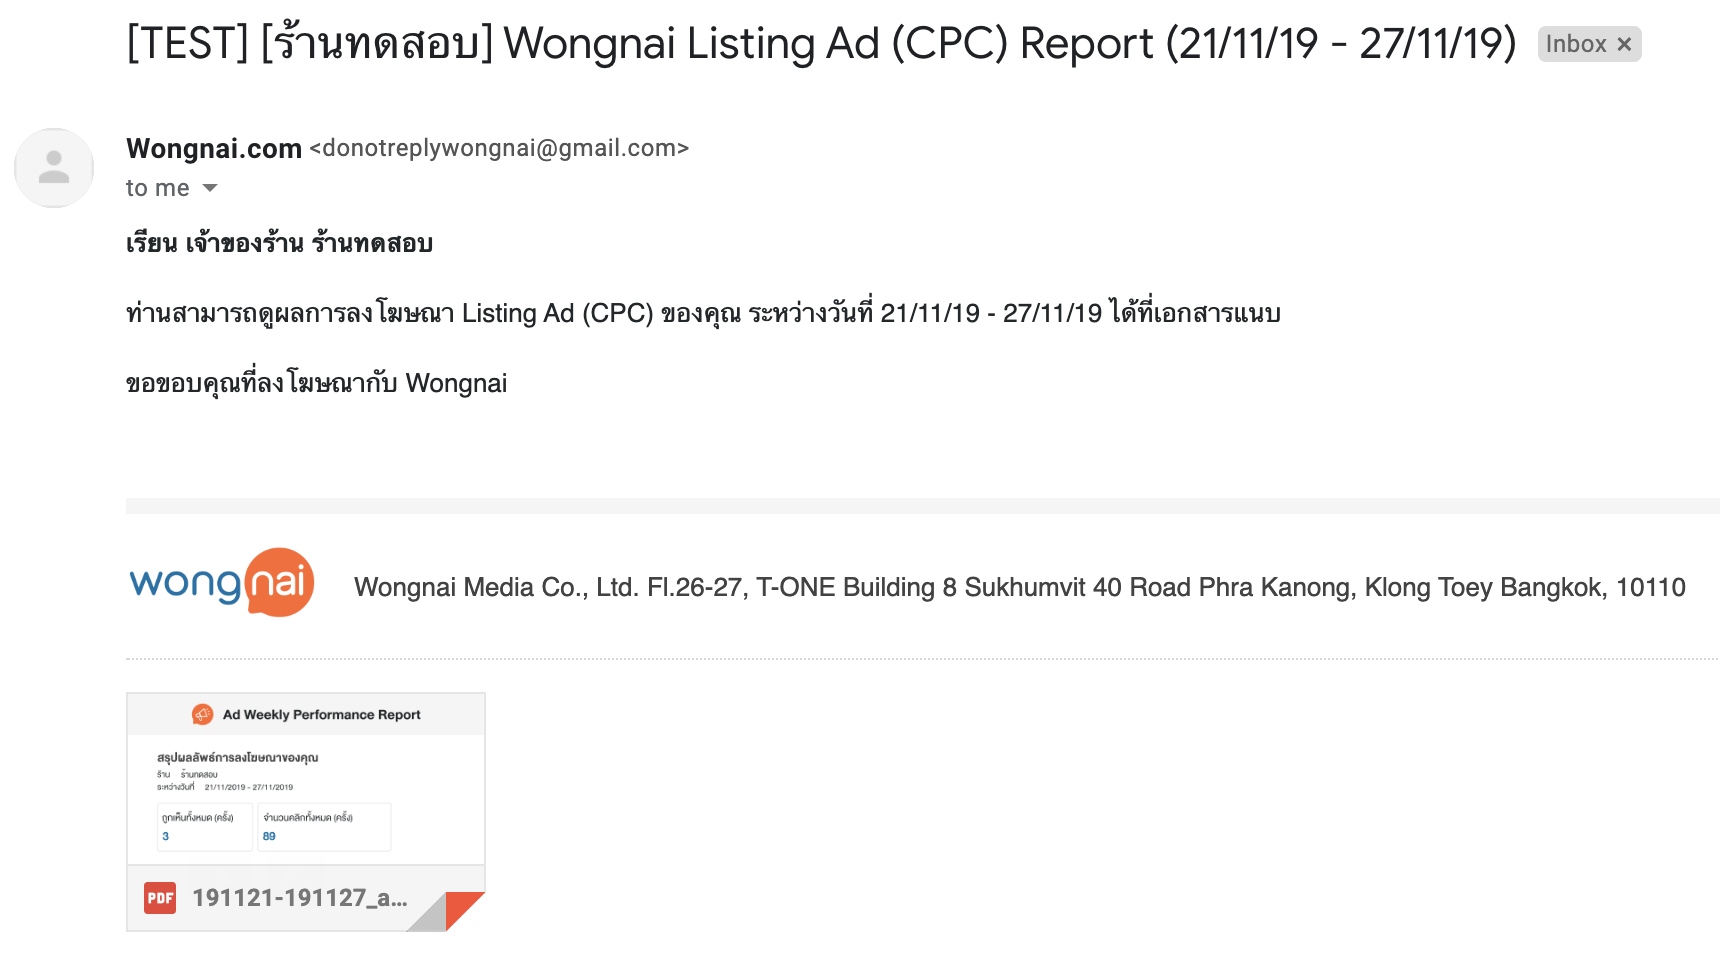 [TEST] [ร้านทดสอบ] Wongnai Listing Ad (CPC) Report (21/11/19 - 27/11/19) Inbox ×
Wongnai.com <donotreplywongnai@gmail.com>
to me
เรียน เจ้าของร้าน ร้านทดสอบ
ท่านสามารถดูผลการลงโฆษณา Listing Ad (CPC) ของคุณ ระหว่างวันที่ 21/11/19 - 27/11/19 ได้ที่เอกสารแนบ
ขอขอบคุณที่ลงโฆษณากับ Wongnai
wongnai Wongnai Media Co., Ltd. Fl.26-27, T-ONE Building 8 Sukhumvit 40 Road Phra Kanong, Klong Toey Bangkok, 10110
Ad Weekly Performance Report
สรุปผลลัพธ์การลงโฆษณาของคุณ
ร้าน ร้านทดสอบ
ระหว่างวันที่ 21/11/2019 - 27/11/2019
ถูกเห็นทั้งหมด (ครั้ง) จำนวนคลิกทั้งหมด (ครั้ง)
3 89
PDF 191121-191127_a...